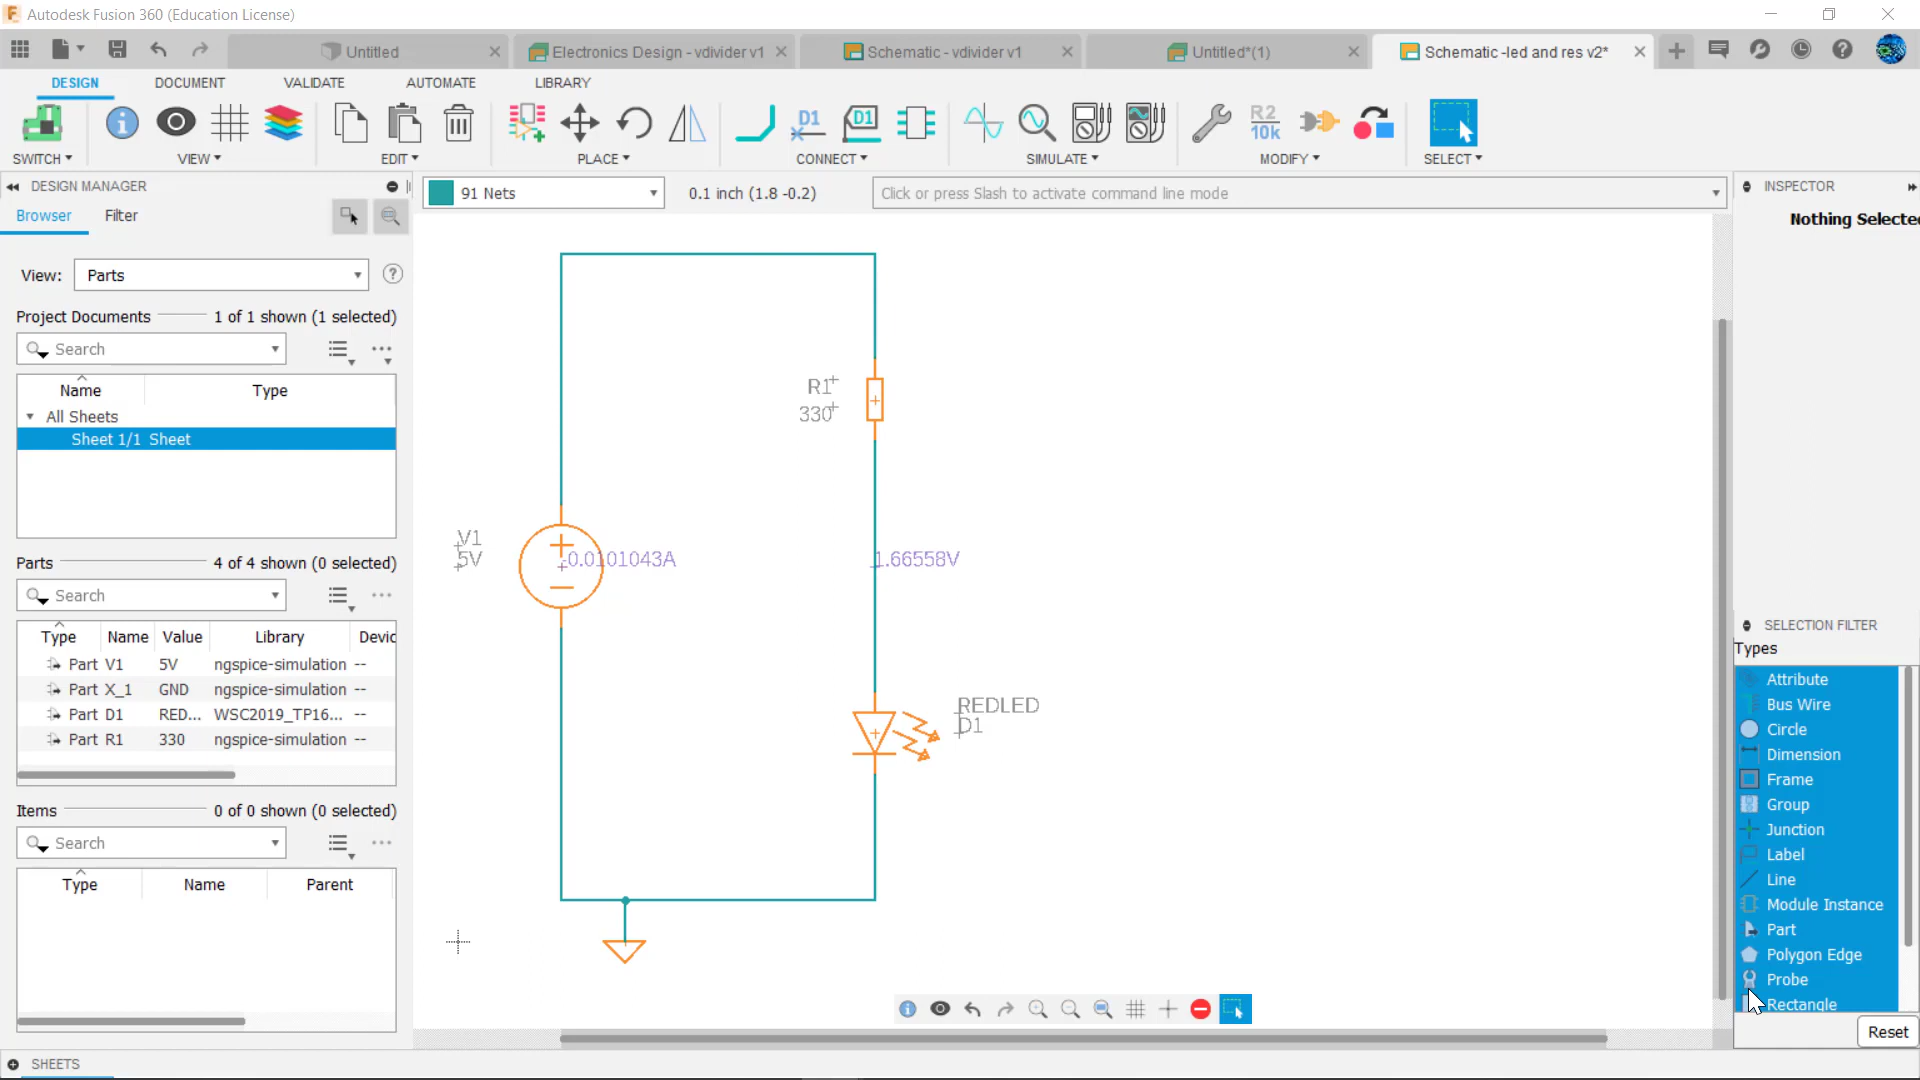 Autodesk Fusion 360 (Education License)
Untitled
Electronics Design - vdivider v1
Schematic - vdivider v1
Untitled*(1)
Schematic -led and res v2*
DESIGN
DOCUMENT
VALIDATE
AUTOMATE
LIBRARY
D1
D1
R2
10k
SWITCH
VIEW
EDIT
PLACE
CONNECT
SIMULATE
MODIFY
SELECT
DESIGN MANAGER
91 Nets
0.1 inch (1.8 -0.2)
Click or press Slash to activate command line mode
INSPECTOR
Browser
Filter
Nothing Selected
View:
Parts
Project Documents
1 of 1 shown (1 selected)
Search
Name
Type
All Sheets
Sheet 1/1 Sheet
Parts
4 of 4 shown (0 selected)
Search
Type Name Value Library Devic
Part V1 5V ngspice-simulation --
Part X_1 GND ngspice-simulation --
Part D1 RED... WSC2019_TP16... --
Part R1 330 ngspice-simulation --
Items
0 of 0 shown (0 selected)
Search
Type Name Parent
SHEETS
R1
330
V1
5V
-0.0101043A
1.66558V
REDLED
D1
SELECTION FILTER
Types
Attribute
Bus Wire
Circle
Dimension
Frame
Group
Junction
Label
Line
Module Instance
Part
Polygon Edge
Probe
Rectangle
Reset